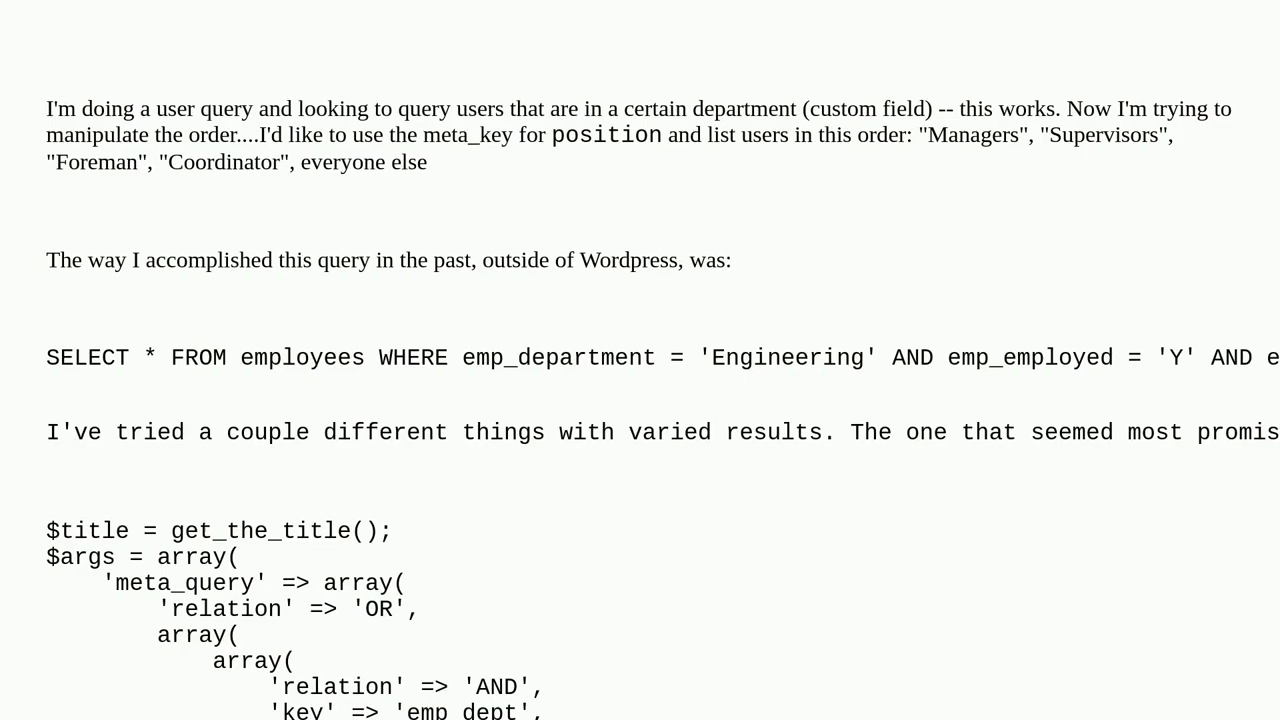 I'm doing a user query and looking to query users that are in a certain department (custom field) -- this works. Now I'm trying to
manipulate the order....I'd like to use the meta_key for position and list users in this order: "Managers", "Supervisors",
"Foreman", "Coordinator", everyone else
The way I accomplished this query in the past, outside of Wordpress, was:
SELECT * FROM employees WHERE emp_department = 'Engineering' AND emp_employed = 'Y' AND e
I've tried a couple different things with varied results. The one that seemed most promis
$title = get_the_title();
$args = array(
    'meta_query' => array(
        'relation' => 'OR',
        array(
            array(
                'relation' => 'AND',
                'key' => 'emp_dept',